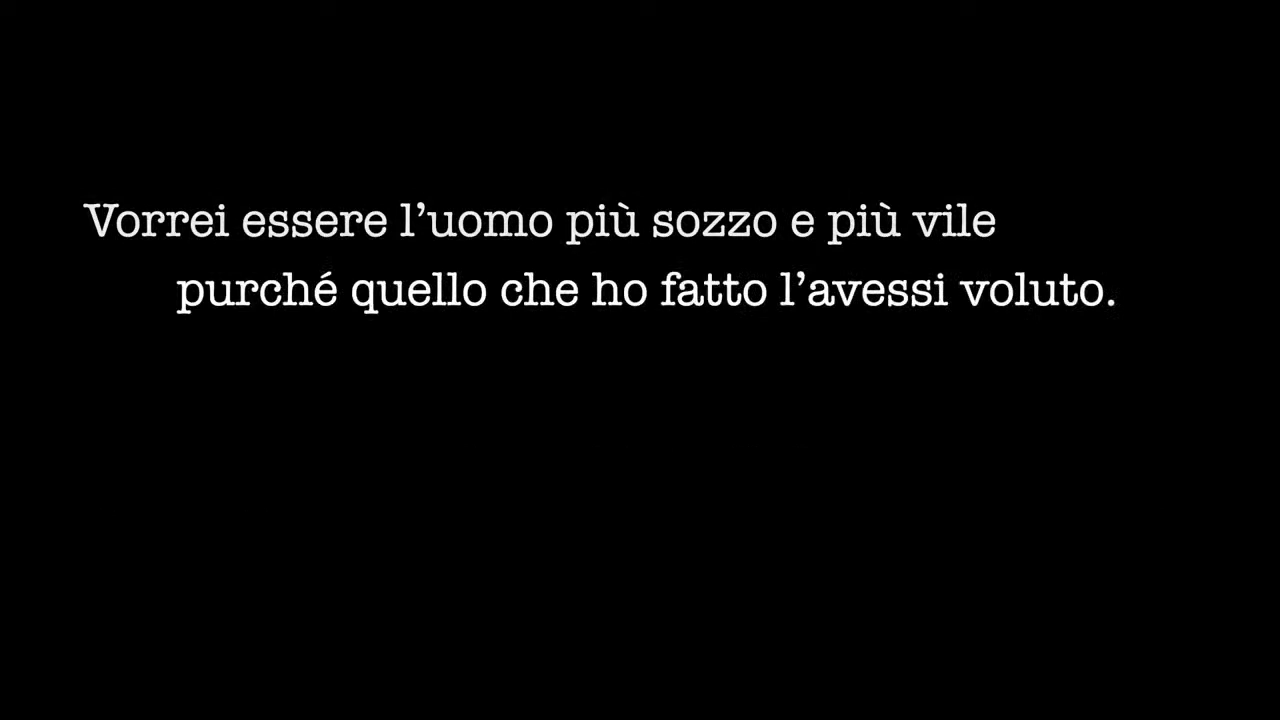 Vorrei essere l’uomo più sozzo e più vile
purché quello che ho fatto l’avessi voluto.